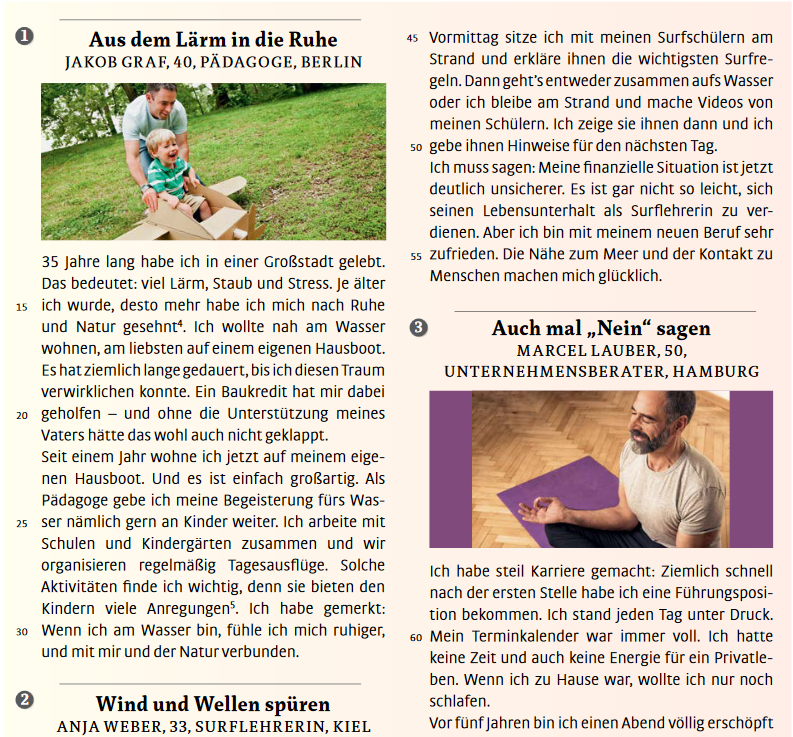 1
Aus dem Lärm in die Ruhe
JAKOB GRAF, 40, PÄDAGOGE, BERLIN
35 Jahre lang habe ich in einer Großstadt gelebt.
Das bedeutet: viel Lärm, Staub und Stress. Je älter
15 ich wurde, desto mehr habe ich mich nach Ruhe
und Natur gesehnt⁴. Ich wollte nah am Wasser
wohnen, am liebsten auf einem eigenen Hausboot.
Es hat ziemlich lange gedauert, bis ich diesen Traum
verwirklichen konnte. Ein Baukredit hat mir dabei
20 geholfen – und ohne die Unterstützung meines
Vaters hätte das wohl auch nicht geklappt.
Seit einem Jahr wohne ich jetzt auf meinem eige-
nen Hausboot. Und es ist einfach großartig. Als
Pädagoge gebe ich meine Begeisterung fürs Was-
25 ser nämlich gern an Kinder weiter. Ich arbeite mit
Schulen und Kindergärten zusammen und wir
organisieren regelmäßig Tagesausflüge. Solche
Aktivitäten finde ich wichtig, denn sie bieten den
Kindern viele Anregungen⁵. Ich habe gemerkt:
30 Wenn ich am Wasser bin, fühle ich mich ruhiger,
und mit mir und der Natur verbunden.
2
Wind und Wellen spüren
ANJA WEBER, 33, SURFLEHRERIN, KIEL
45 Vormittag sitze ich mit meinen Surfschülern am
Strand und erkläre ihnen die wichtigsten Surfre-
geln. Dann geht's entweder zusammen aufs Wasser
oder ich bleibe am Strand und mache Videos von
meinen Schülern. Ich zeige sie ihnen dann und ich
50 gebe ihnen Hinweise für den nächsten Tag.
Ich muss sagen: Meine finanzielle Situation ist jetzt
deutlich unsicherer. Es ist gar nicht so leicht, sich
seinen Lebensunterhalt als Surflehrerin zu ver-
dienen. Aber ich bin mit meinem neuen Beruf sehr
55 zufrieden. Die Nähe zum Meer und der Kontakt zu
Menschen machen mich glücklich.
3
Auch mal „Nein“ sagen
MARCEL LAUBER, 50,
UNTERNEHMENSBERATER, HAMBURG
Ich habe steil Karriere gemacht: Ziemlich schnell
nach der ersten Stelle habe ich eine Führungsposi-
tion bekommen. Ich stand jeden Tag unter Druck.
60 Mein Terminkalender war immer voll. Ich hatte
keine Zeit und auch keine Energie für ein Privatle-
ben. Wenn ich zu Hause war, wollte ich nur noch
schlafen.
Vor fünf Jahren bin ich einen Abend völlig erschöpft